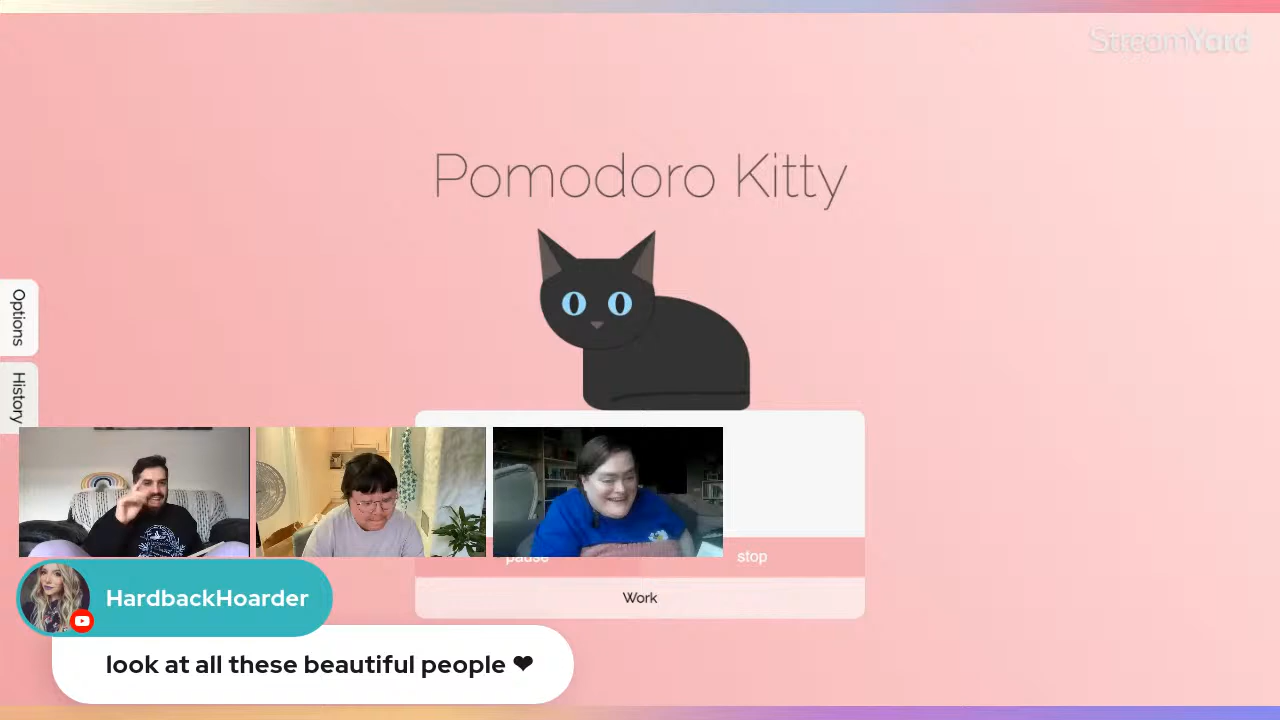 StreamYard
Pomodoro Kitty
Options
History
pause
stop
Work
HardbackHoarder
look at all these beautiful people ❤